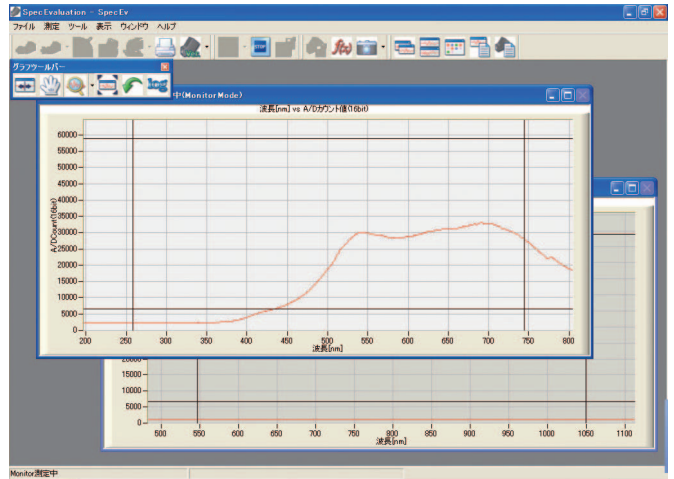 SpecEvaluation - SpecEv
ファイル 測定 ツール 表示 ウィンドウ ヘルプ
STOP
f(x)
グラフツールバー
log
中(MonitorMode)
波長[nm] vs A/Dカウント値(16bit)
60000
55000
50000
45000
40000
35000
30000
25000
20000
15000
10000
5000
0
A/DCount(16bit)
200 250 300 350 400 450 500 550 600 650 700 750 800
波長[nm]
20000
15000
10000
5000
0
500 550 600 650 700 750 800 850 900 950 1000 1050 1100
波長[nm]
Monitor測定中